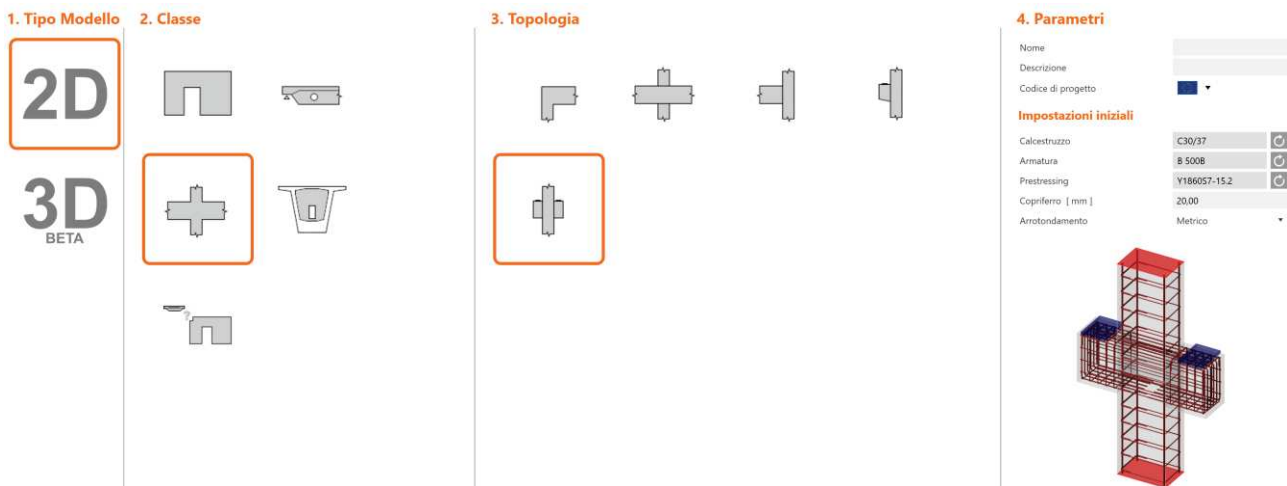 1. Tipo Modello
2D
3D
BETA
2. Classe
?
3. Topologia
4. Parametri
Nome
Descrizione
Codice di progetto
Impostazioni iniziali
Calcestruzzo C30/37
Armatura B 500B
Prestressing Y1860S7-15.2
Copriferro [ mm ] 20,00
Arrotondamento Metrico